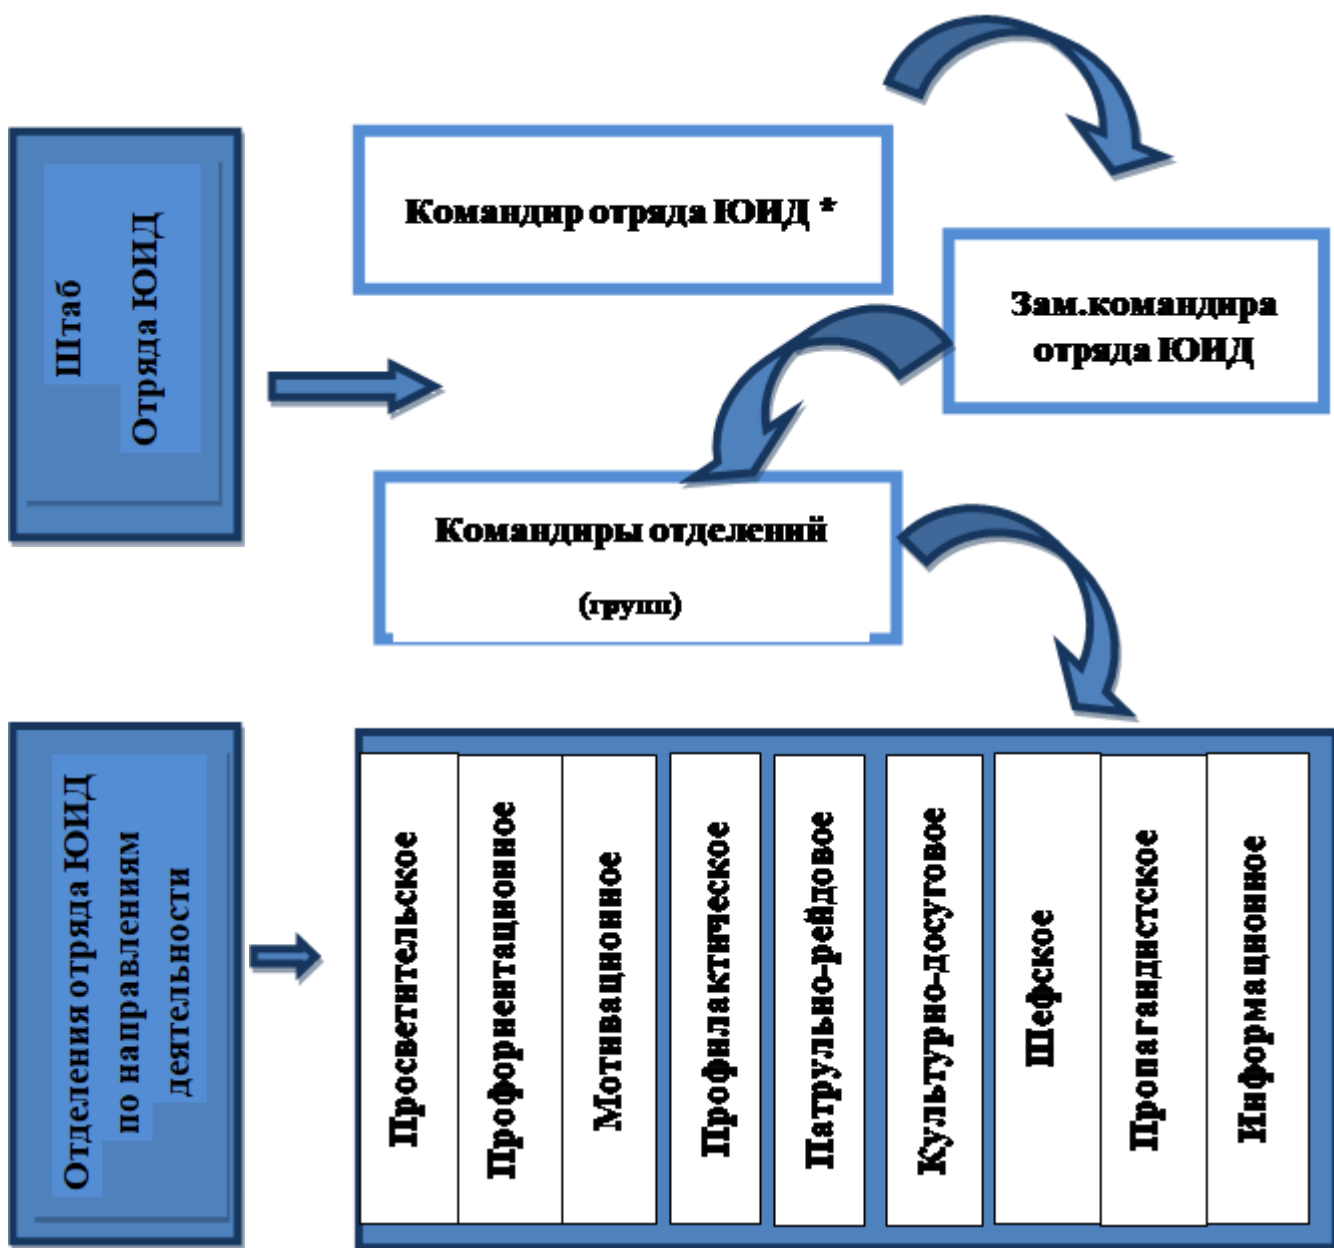 Штаб
Отряда ЮИД
Командир отряда ЮИД *
Зам.командира
отряда ЮИД
Командиры отделений
(групп)
Отделения отряда ЮИД
по направлениям
деятельности
Просветительское
Профориентационное
Мотивационное
Профилактическое
Патрульно-рейдовое
Культурно-досуговое
Шефское
Пропагандистское
Информационное